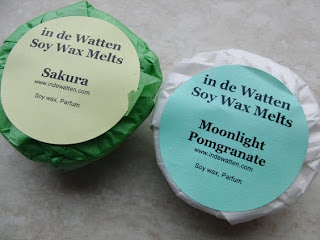 in de Watten
Soy Wax Melts
Sakura
www.indewatten.com
Soy wax, Parfum
in de Watten
Soy Wax Melts
Moonlight
Pomgranate
www.indewatten.com
Soy wax, Parfum